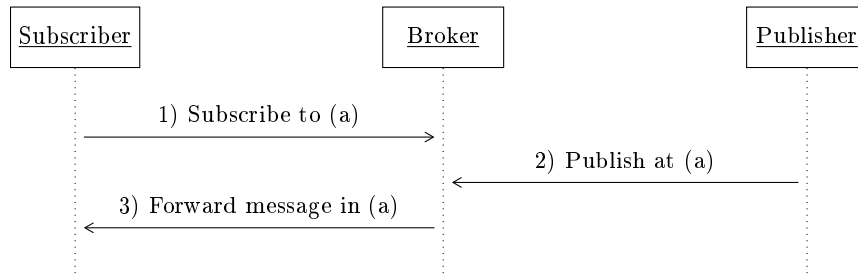 Subscriber
Broker
Publisher
1) Subscribe to (a)
2) Publish at (a)
3) Forward message in (a)